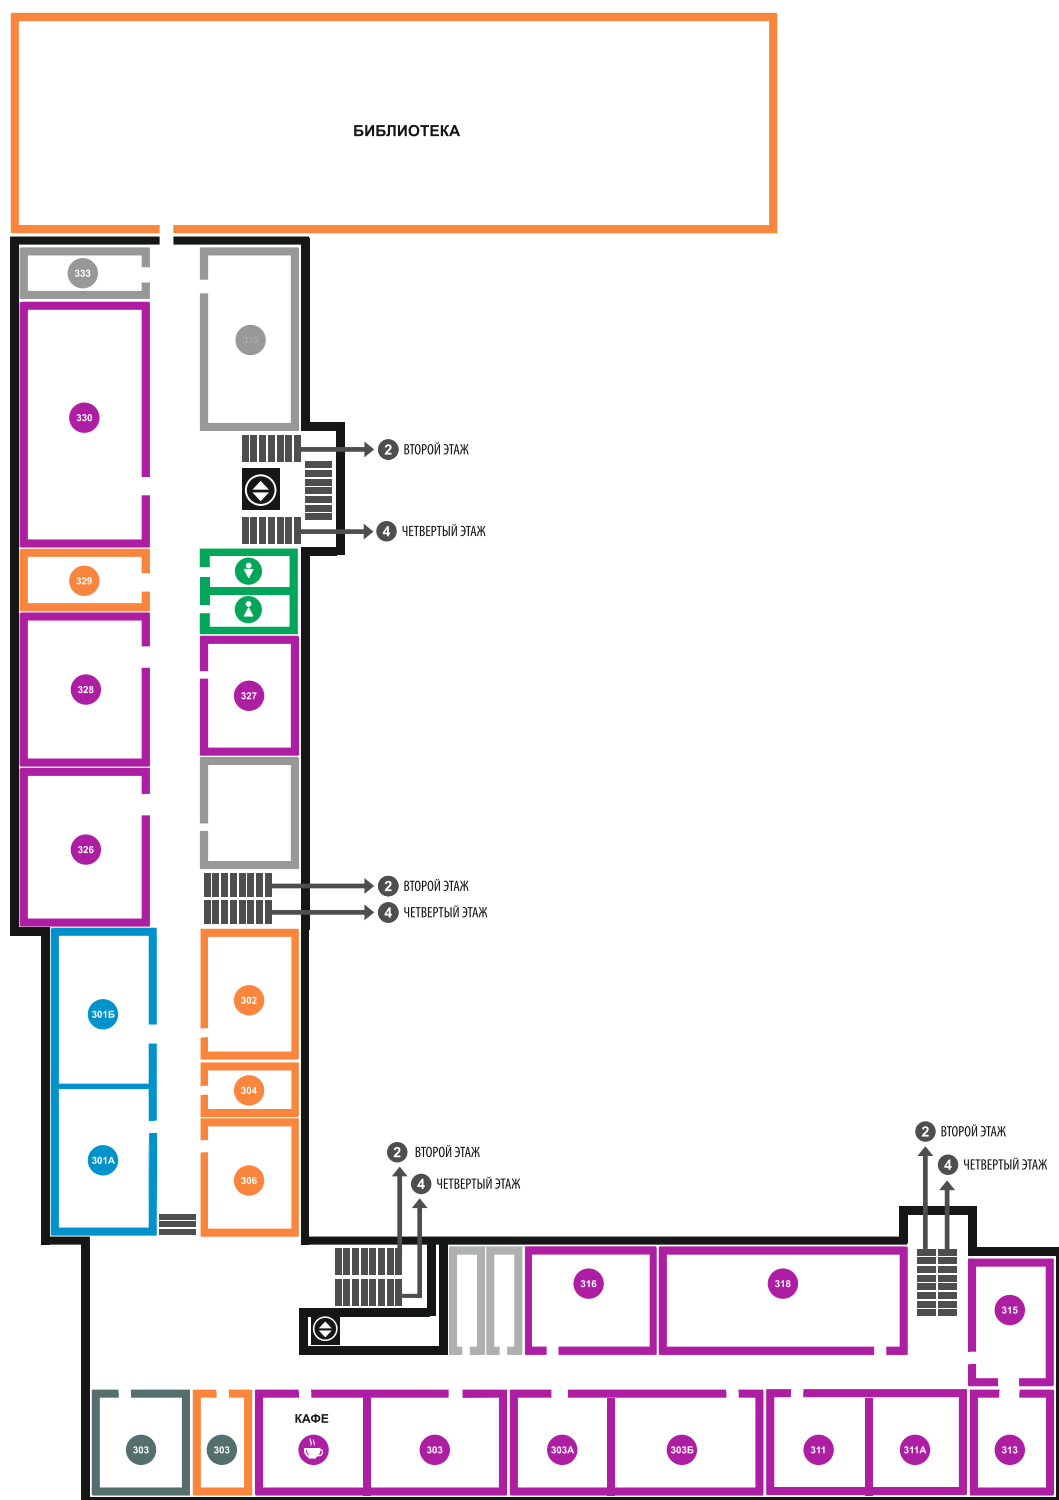 БИБЛИОТЕКА
333
330
2 ВТОРОЙ ЭТАЖ
4 ЧЕТВЕРТЫЙ ЭТАЖ
329
328
327
326
2 ВТОРОЙ ЭТАЖ
4 ЧЕТВЕРТЫЙ ЭТАЖ
301Б
302
304
301А
306
2 ВТОРОЙ ЭТАЖ
4 ЧЕТВЕРТЫЙ ЭТАЖ
2 ВТОРОЙ ЭТАЖ
4 ЧЕТВЕРТЫЙ ЭТАЖ
316
318
315
КАФЕ
303
303
303
303А
303Б
311
311А
313